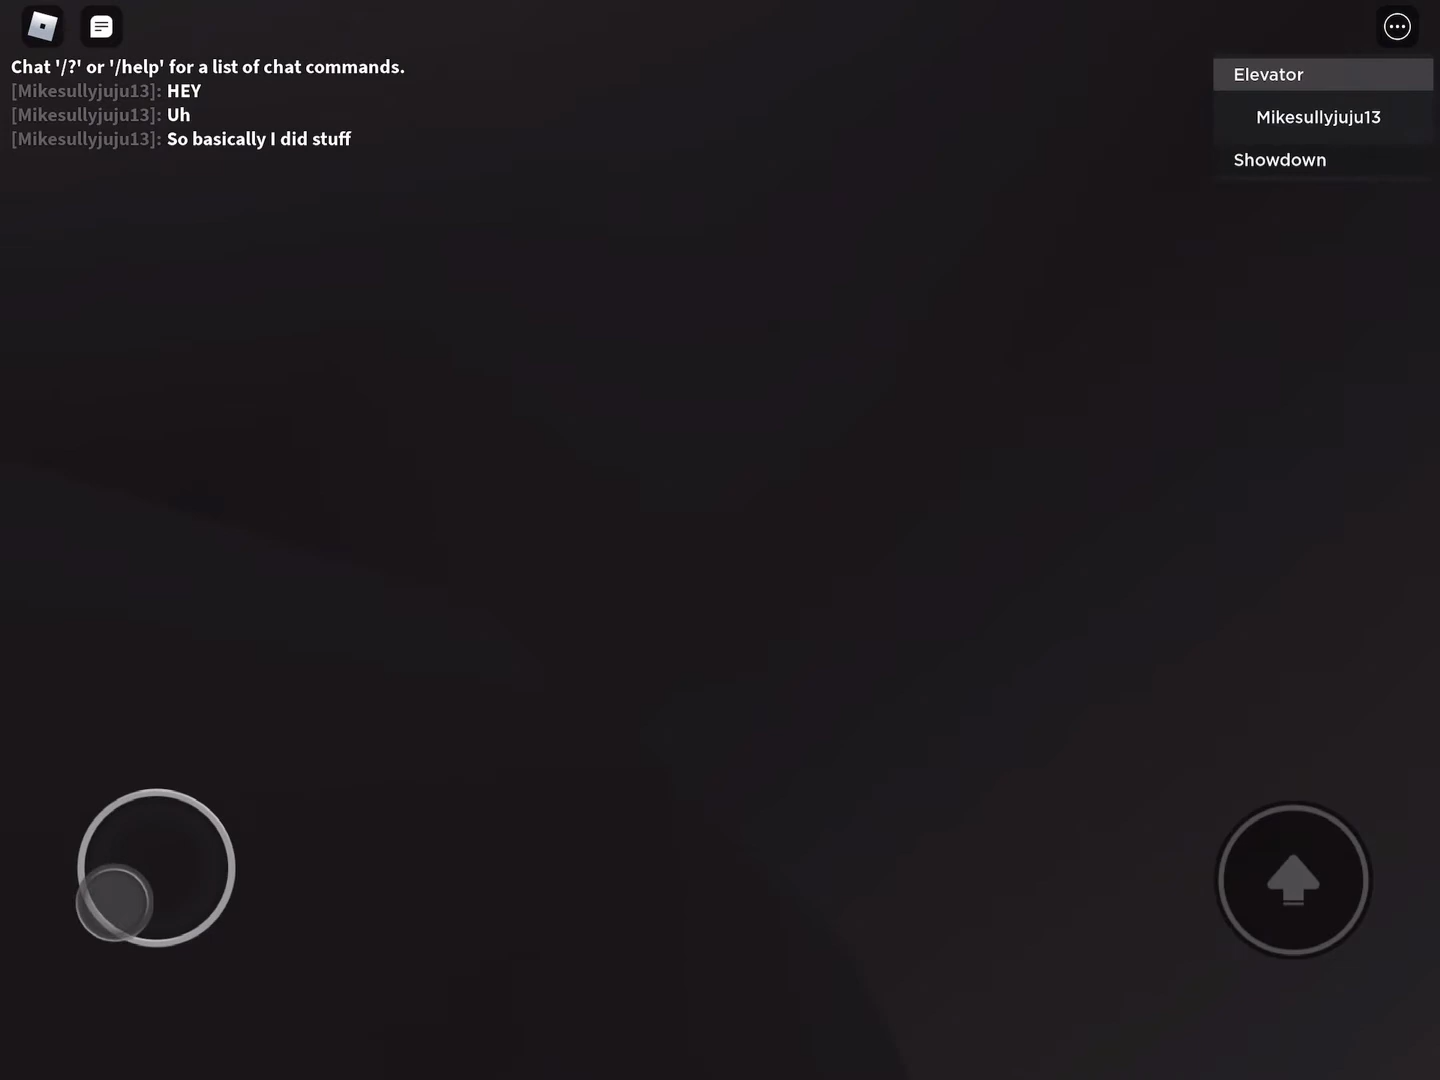 Chat '/?' or '/help' for a list of chat commands.
[Mikesullyjuju13]: HEY
[Mikesullyjuju13]: Uh
[Mikesullyjuju13]: So basically I did stuff
Elevator
Mikesullyjuju13
Showdown